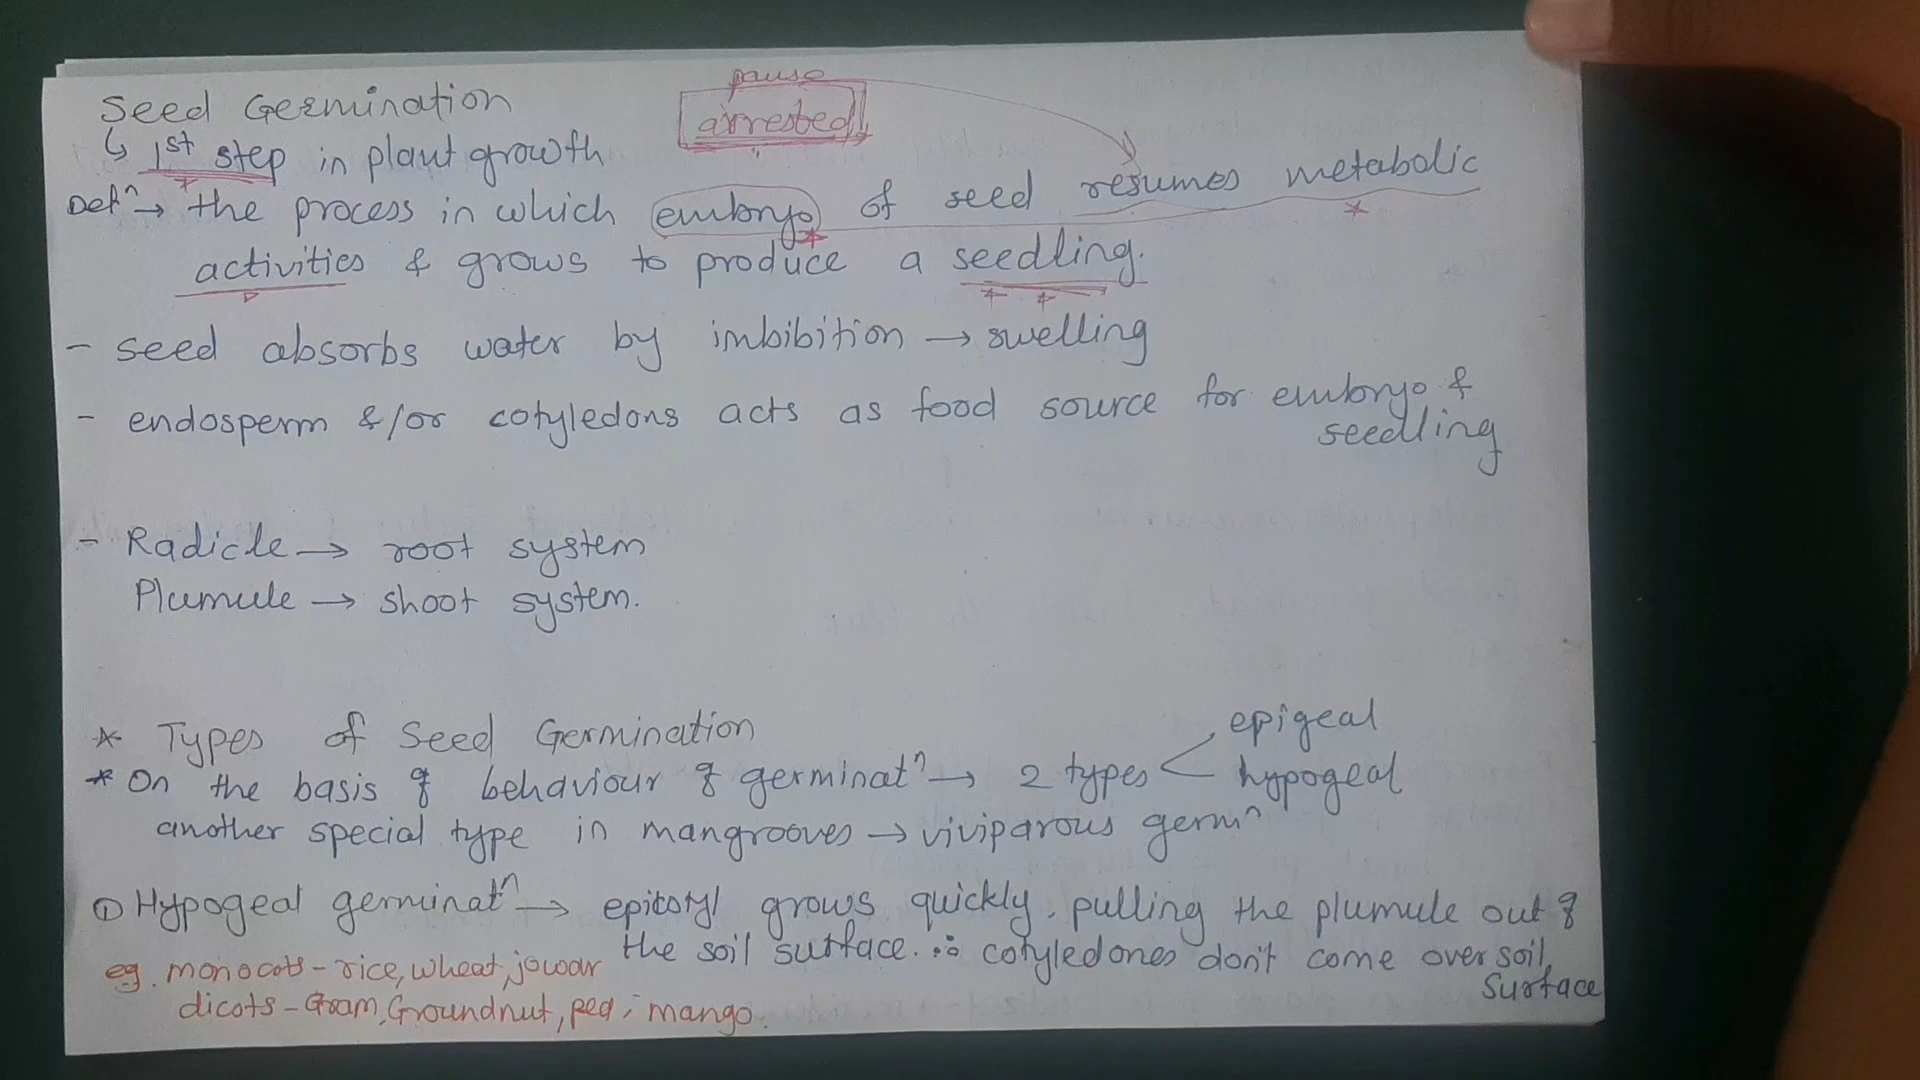 pause
Seed Germination
arrested
↳ 1st step in plant growth
Defn → the process in which embryo of seed resumes metabolic
activities & grows to produce a seedling.
- seed absorbs water by imbibition → swelling
- endosperm &/or cotyledons acts as food source for embryo &
seedling
- Radicle → root system
Plumule → shoot system.
* Types of Seed Germination
* On the basis of behaviour of germinatn → 2 types < epigeal
hypogeal
another special type in mangrooves → viviparous germn
① Hypogeal germinatn → epicotyl grows quickly, pulling the plumule out of
the soil surface. ∴ cotyledones don't come over soil,
surface
eg. monocots - rice, wheat, jowar
dicots - Gram, Groundnut, pea, mango.